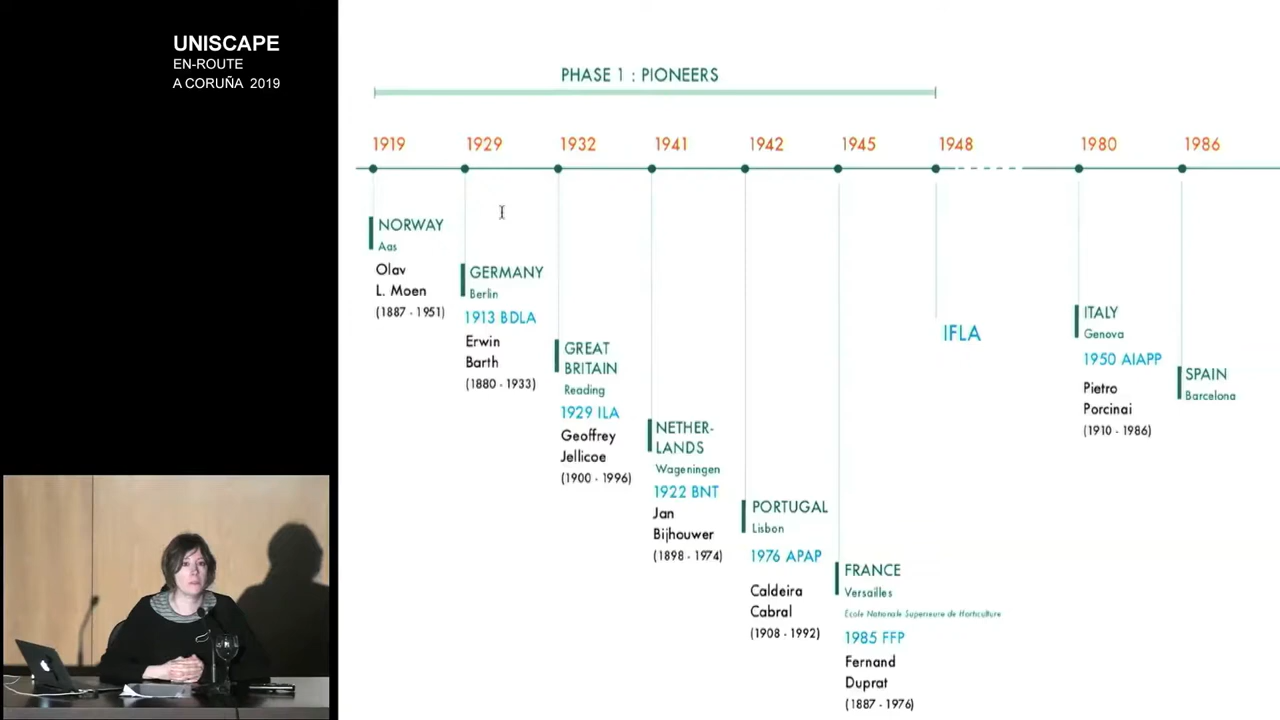 UNISCAPE
EN-ROUTE
A CORUÑA 2019
PHASE 1 : PIONEERS
1919
1929
1932
1941
1942
1945
1948
1980
1986
NORWAY
Aas
Olav
L. Moen
(1887 - 1951)
GERMANY
Berlin
1913 BDLA
Erwin
Barth
(1880 - 1933)
GREAT
BRITAIN
Reading
1929 ILA
Geoffrey
Jellicoe
(1900 - 1996)
NETHER-
LANDS
Wageningen
1922 BNT
Jan
Bijhouwer
(1898 - 1974)
PORTUGAL
Lisbon
1976 APAP
Caldeira
Cabral
(1908 - 1992)
FRANCE
Versailles
École Nationale Superieure de Horticulture
1985 FFP
Fernand
Duprat
(1887 - 1976)
IFLA
ITALY
Genova
1950 AIAPP
Pietro
Porcinai
(1910 - 1986)
SPAIN
Barcelona